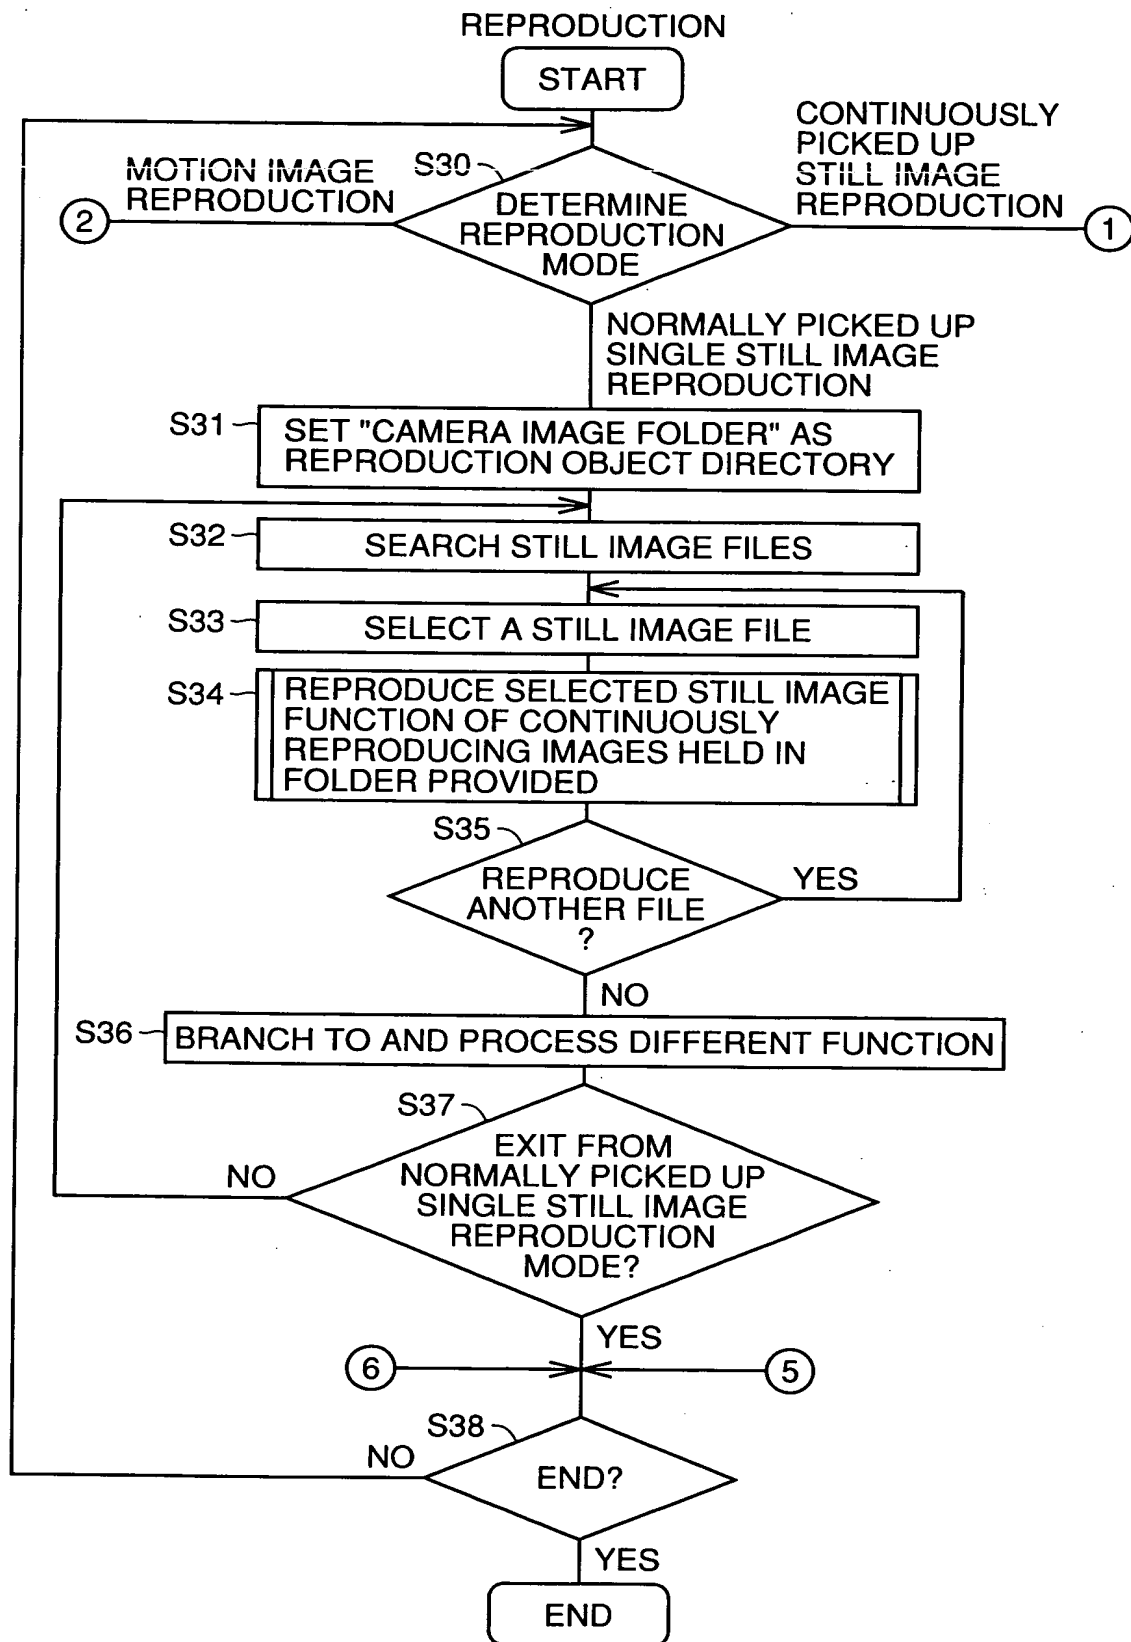 REPRODUCTION
START
CONTINUOUSLY
PICKED UP
STILL IMAGE
REPRODUCTION
MOTION IMAGE
REPRODUCTION
S30
2
DETERMINE
REPRODUCTION
MODE
1
NORMALLY PICKED UP
SINGLE STILL IMAGE
REPRODUCTION
S31
SET "CAMERA IMAGE FOLDER" AS
REPRODUCTION OBJECT DIRECTORY
S32
SEARCH STILL IMAGE FILES
S33
SELECT A STILL IMAGE FILE
S34
REPRODUCE SELECTED STILL IMAGE
FUNCTION OF CONTINUOUSLY
REPRODUCING IMAGES HELD IN
FOLDER PROVIDED
S35
REPRODUCE
ANOTHER FILE
?
YES
NO
S36
BRANCH TO AND PROCESS DIFFERENT FUNCTION
S37
EXIT FROM
NORMALLY PICKED UP
SINGLE STILL IMAGE
REPRODUCTION
MODE?
NO
YES
6
5
S38
NO
END?
YES
END